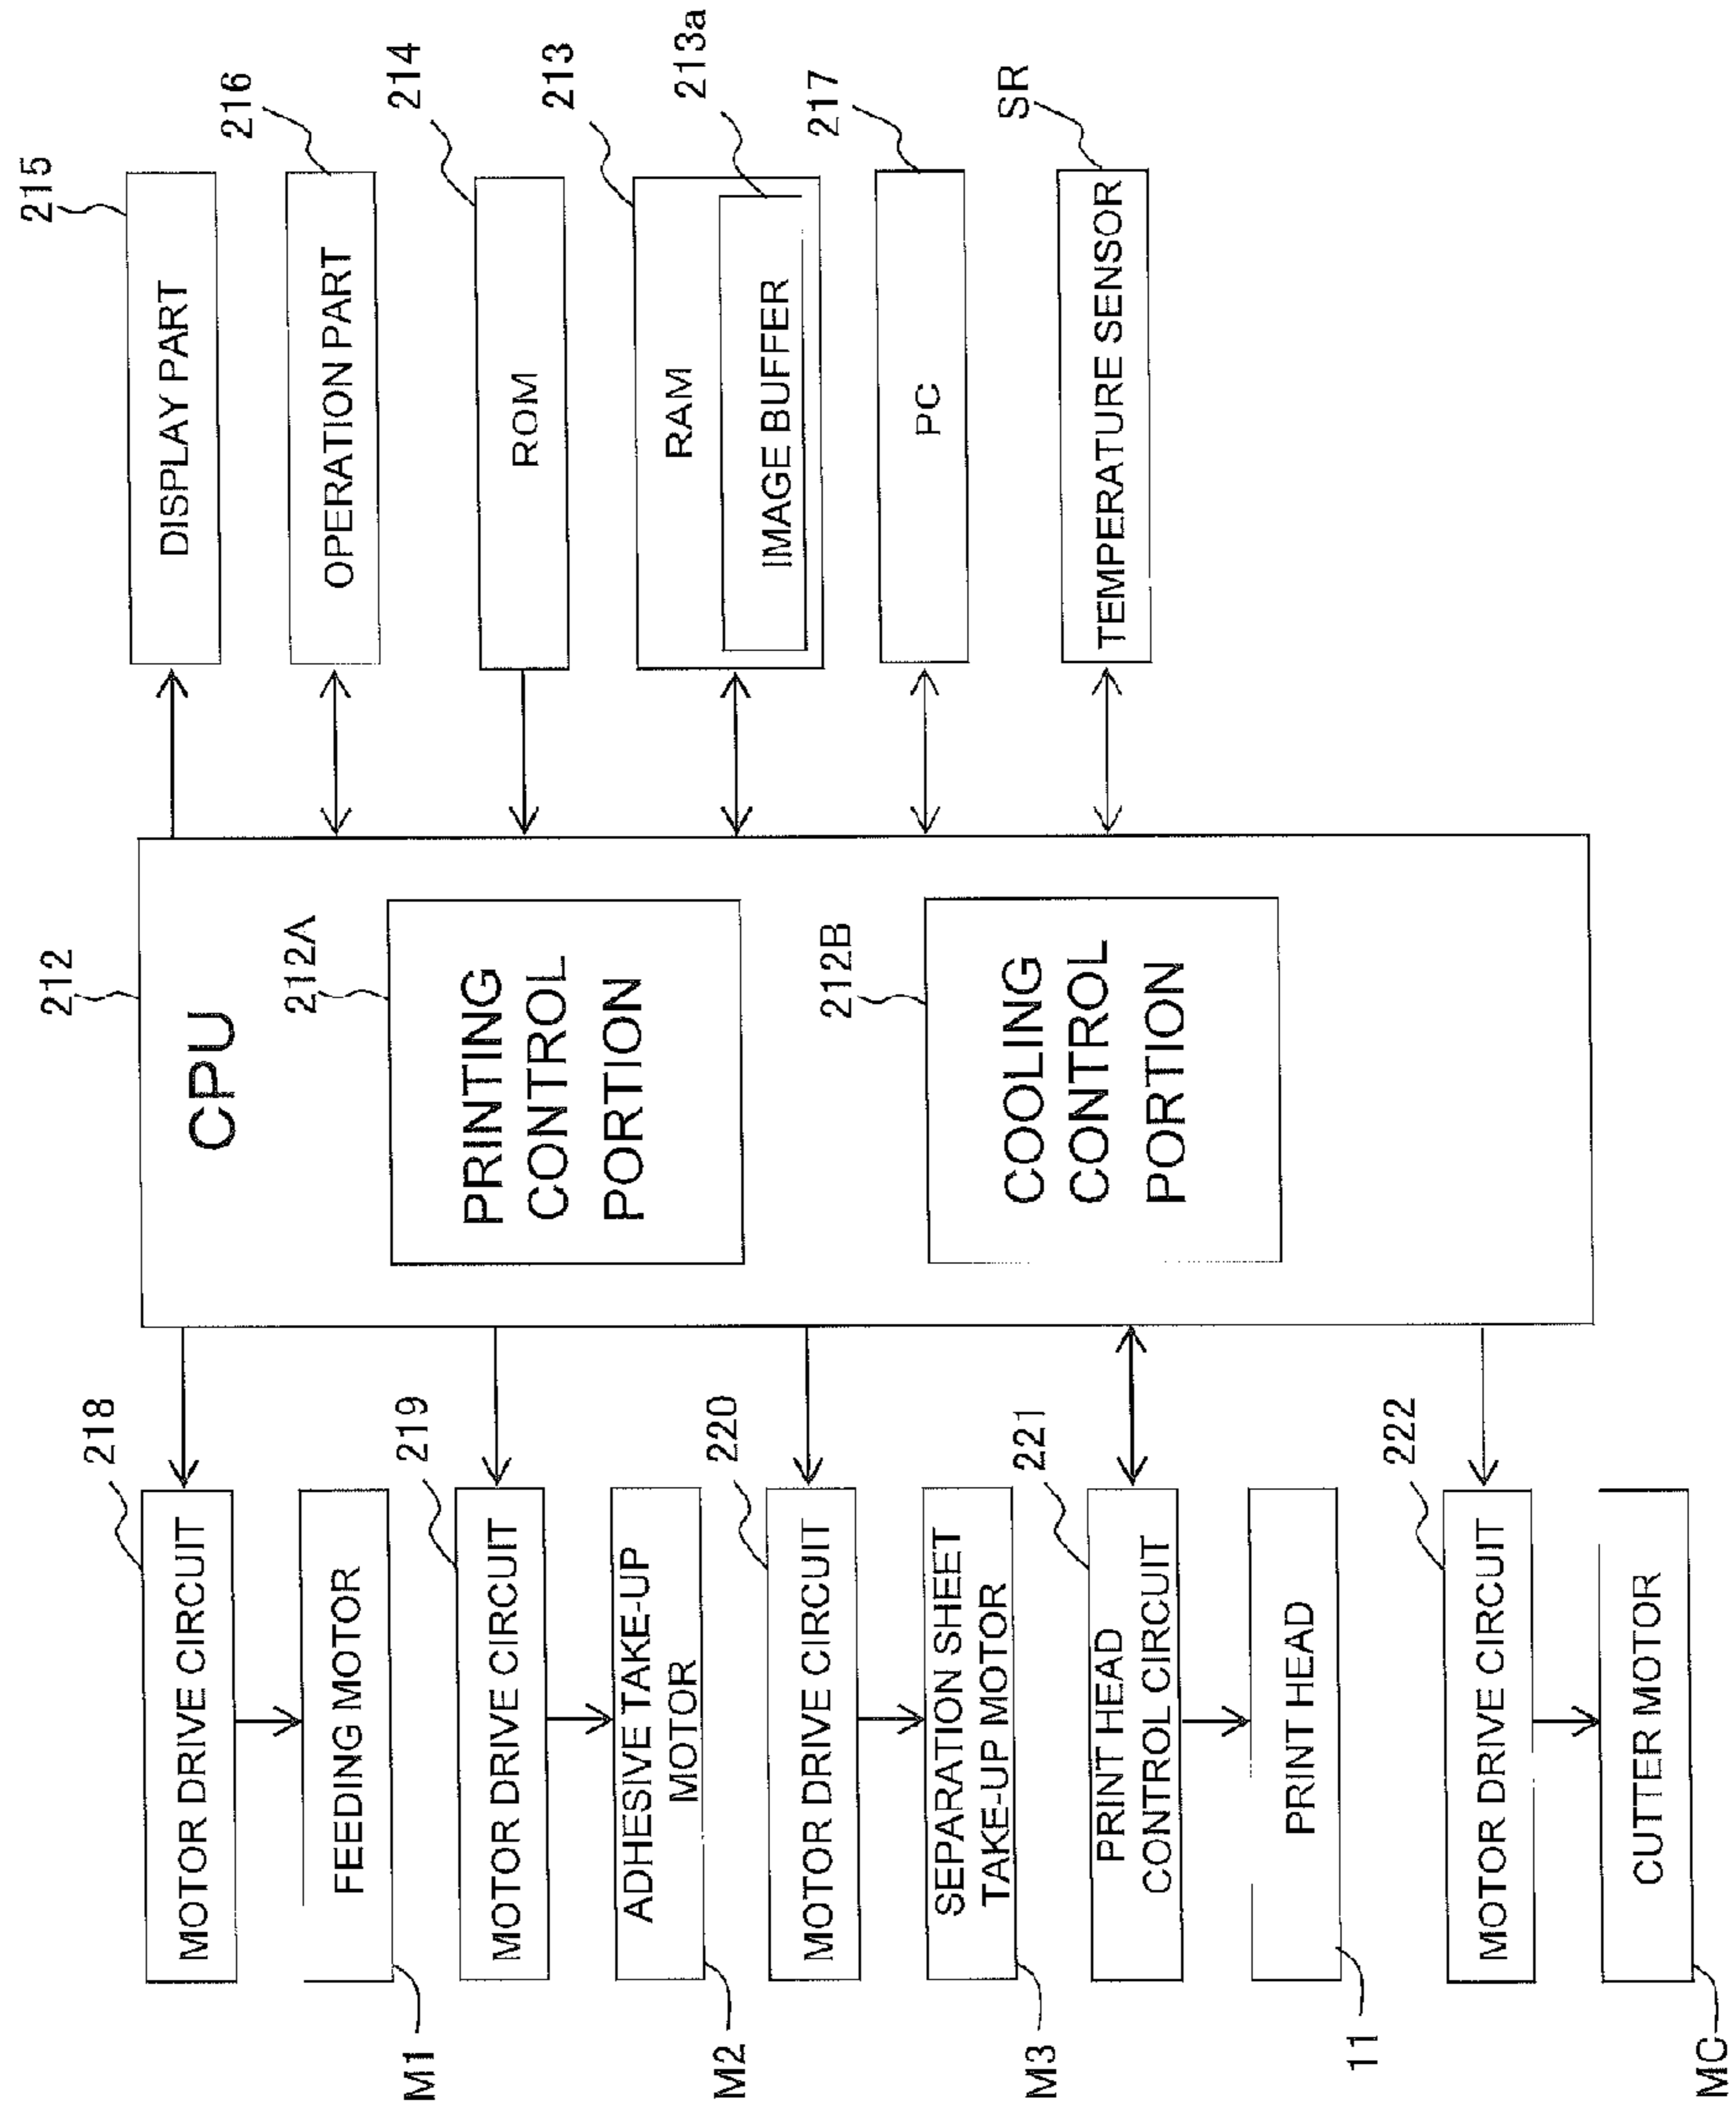 212
CPU
212A
PRINTING
CONTROL
PORTION
212B
COOLING
CONTROL
PORTION
218
MOTOR DRIVE CIRCUIT
FEEDING MOTOR
M1
219
MOTOR DRIVE CIRCUIT
ADHESIVE TAKE-UP
MOTOR
M2
220
MOTOR DRIVE CIRCUIT
SEPARATION SHEET
TAKE-UP MOTOR
M3
221
PRINT HEAD
CONTROL CIRCUIT
PRINT HEAD
11
222
MOTOR DRIVE CIRCUIT
CUTTER MOTOR
MC
215
DISPLAY PART
216
OPERATION PART
214
ROM
213
RAM
213a
IMAGE BUFFER
217
PC
SR
TEMPERATURE SENSOR